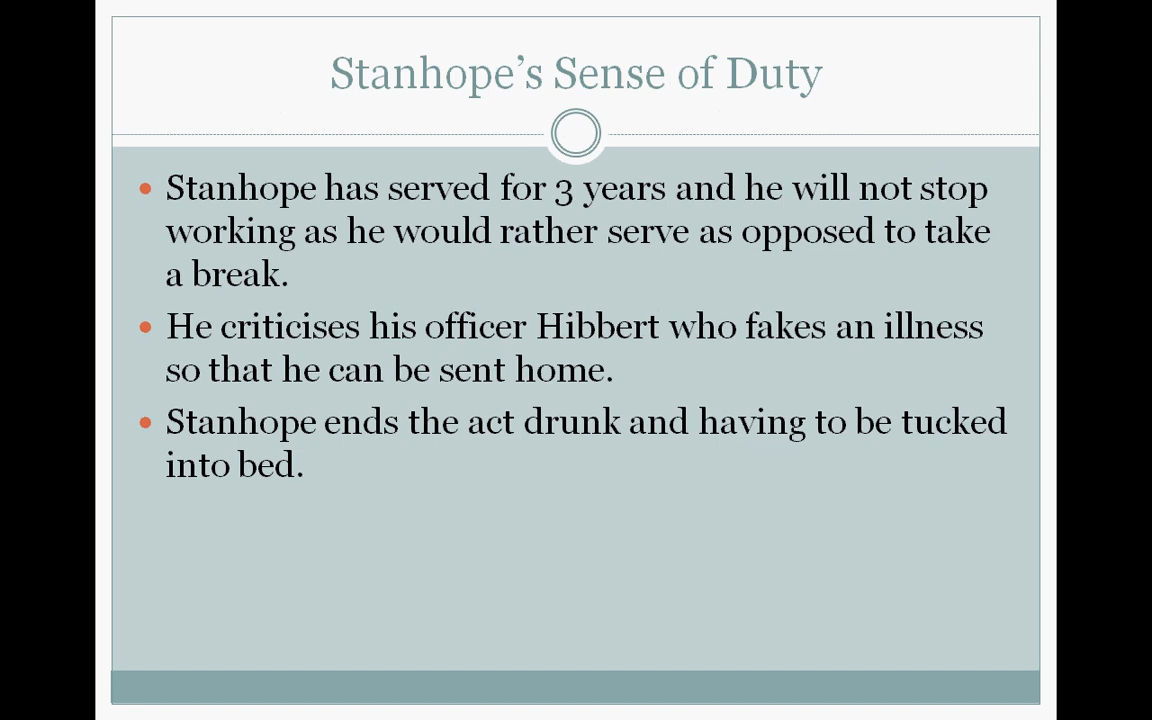 Stanhope’s Sense of Duty
• Stanhope has served for 3 years and he will not stop
working as he would rather serve as opposed to take
a break.
• He criticises his officer Hibbert who fakes an illness
so that he can be sent home.
• Stanhope ends the act drunk and having to be tucked
into bed.